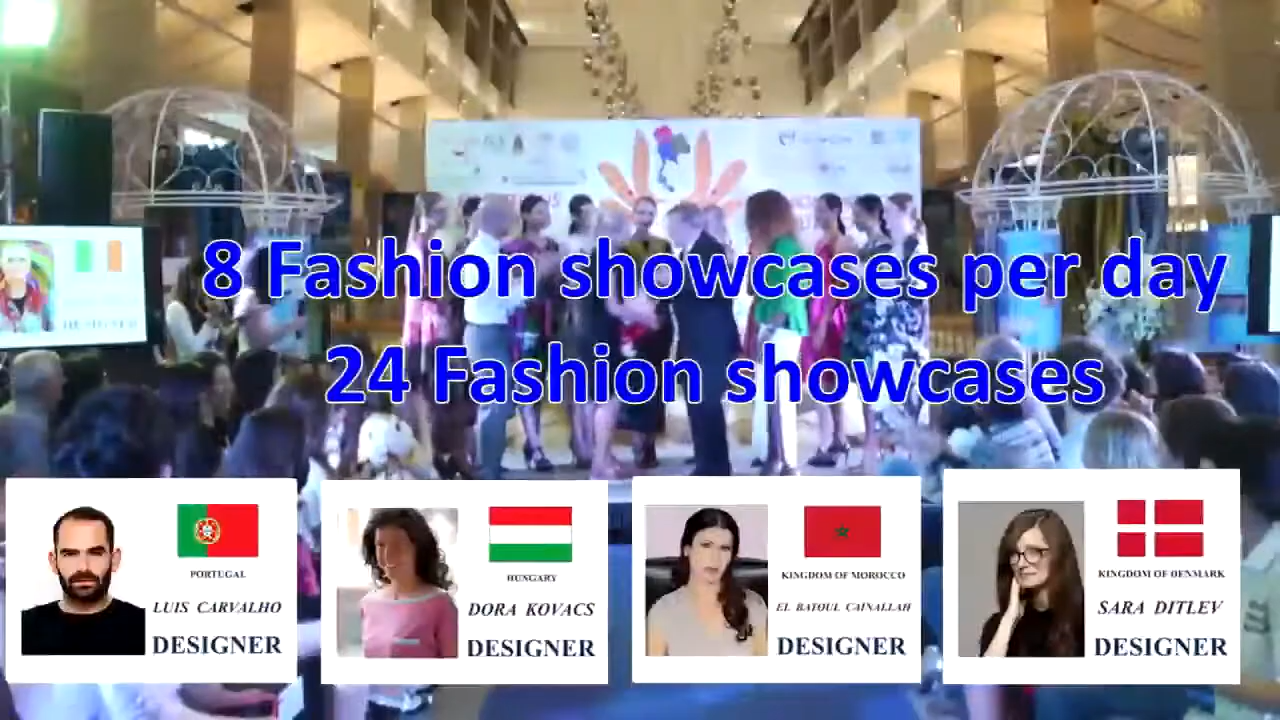 8 Fashion showcases per day
24 Fashion showcases
DESIGNER
PORTUGAL
LUIS CARVALHO
DESIGNER
HUNGARY
DORA KOVACS
DESIGNER
KINGDOM OF MOROCCO
EL BATOUL CAINALLAH
DESIGNER
KINGDOM OF DENMARK
SARA DITLEV
DESIGNER